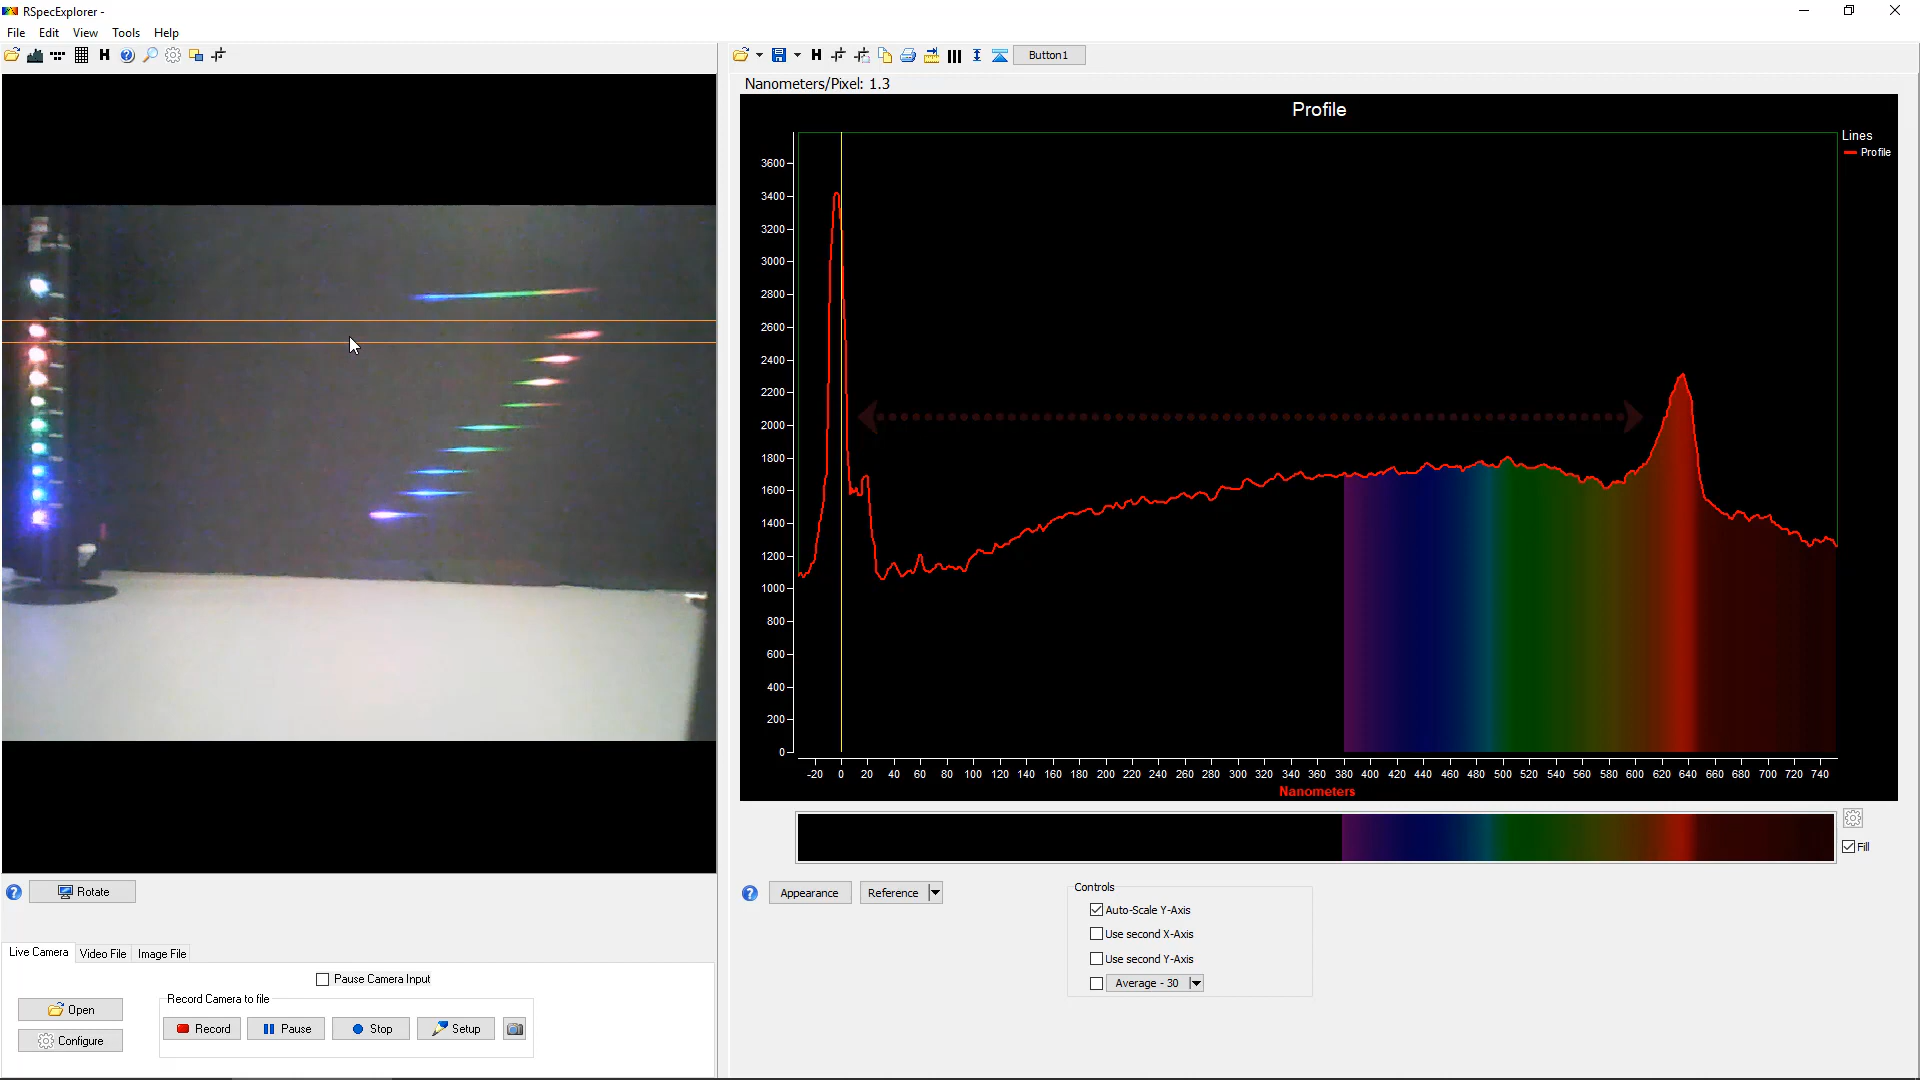 RSpecExplorer -
File Edit View Tools Help
H ?
H Button1
Nanometers/Pixel: 1.3
Profile
Lines
Profile
3600
3400
3200
3000
2800
2600
2400
2200
2000
1800
1600
1400
1200
1000
800
600
400
200
0
-20 0 20 40 60 80 100 120 140 160 180 200 220 240 260 280 300 320 340 360 380 400 420 440 460 480 500 520 540 560 580 600 620 640 660 680 700 720 740
Nanometers
Fill
? Rotate
? Appearance Reference
Controls
Auto-Scale Y-Axis
Use second X-Axis
Use second Y-Axis
Average - 30
Live Camera Video File Image File
Pause Camera Input
Record Camera to file
Open
Record Pause Stop Setup
Configure